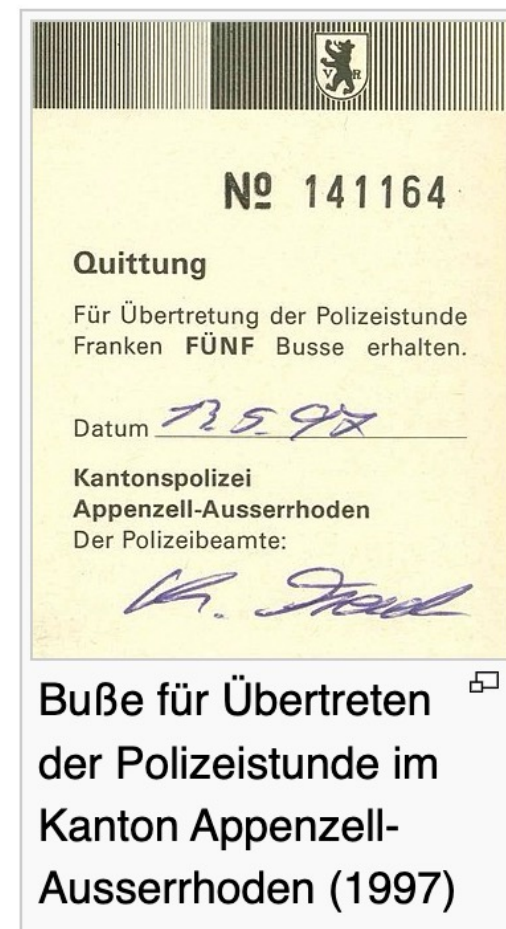 V R
Nº 141164
Quittung
Für Übertretung der Polizeistunde
Franken FÜNF Busse erhalten.
Datum 13.5.97
Kantonspolizei
Appenzell-Ausserrhoden
Der Polizeibeamte:
Buße für Übertreten
der Polizeistunde im
Kanton Appenzell-
Ausserrhoden (1997)